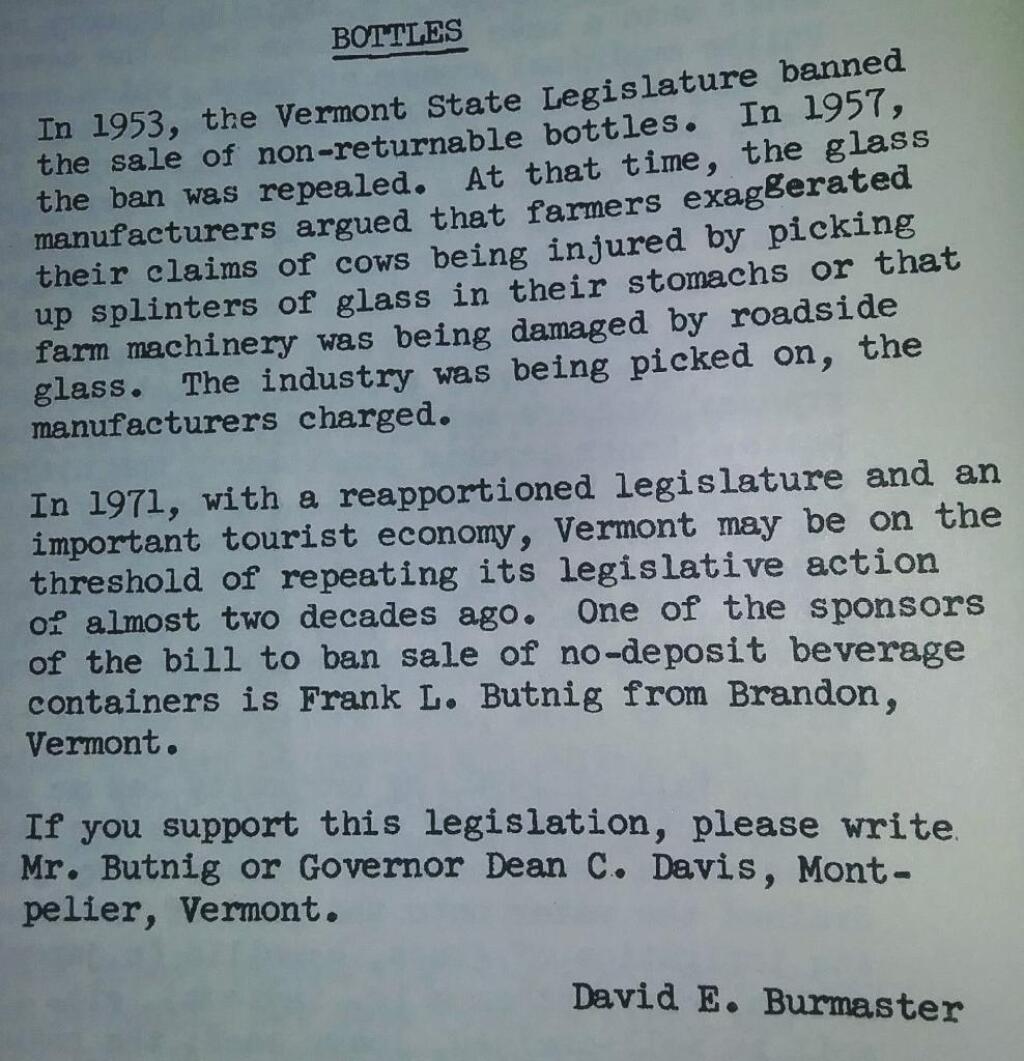 BOTTLES
In 1953, the Vermont State Legislature banned
the sale of non-returnable bottles. In 1957,
the ban was repealed. At that time, the glass
manufacturers argued that farmers exaggerated
their claims of cows being injured by picking
up splinters of glass in their stomachs or that
farm machinery was being damaged by roadside
glass. The industry was being picked on, the
manufacturers charged.
In 1971, with a reapportioned legislature and an
important tourist economy, Vermont may be on the
threshold of repeating its legislative action
of almost two decades ago. One of the sponsors
of the bill to ban sale of no-deposit beverage
containers is Frank L. Butnig from Brandon,
Vermont.
If you support this legislation, please write
Mr. Butnig or Governor Dean C. Davis, Mont-
pelier, Vermont.
David E. Burmaster